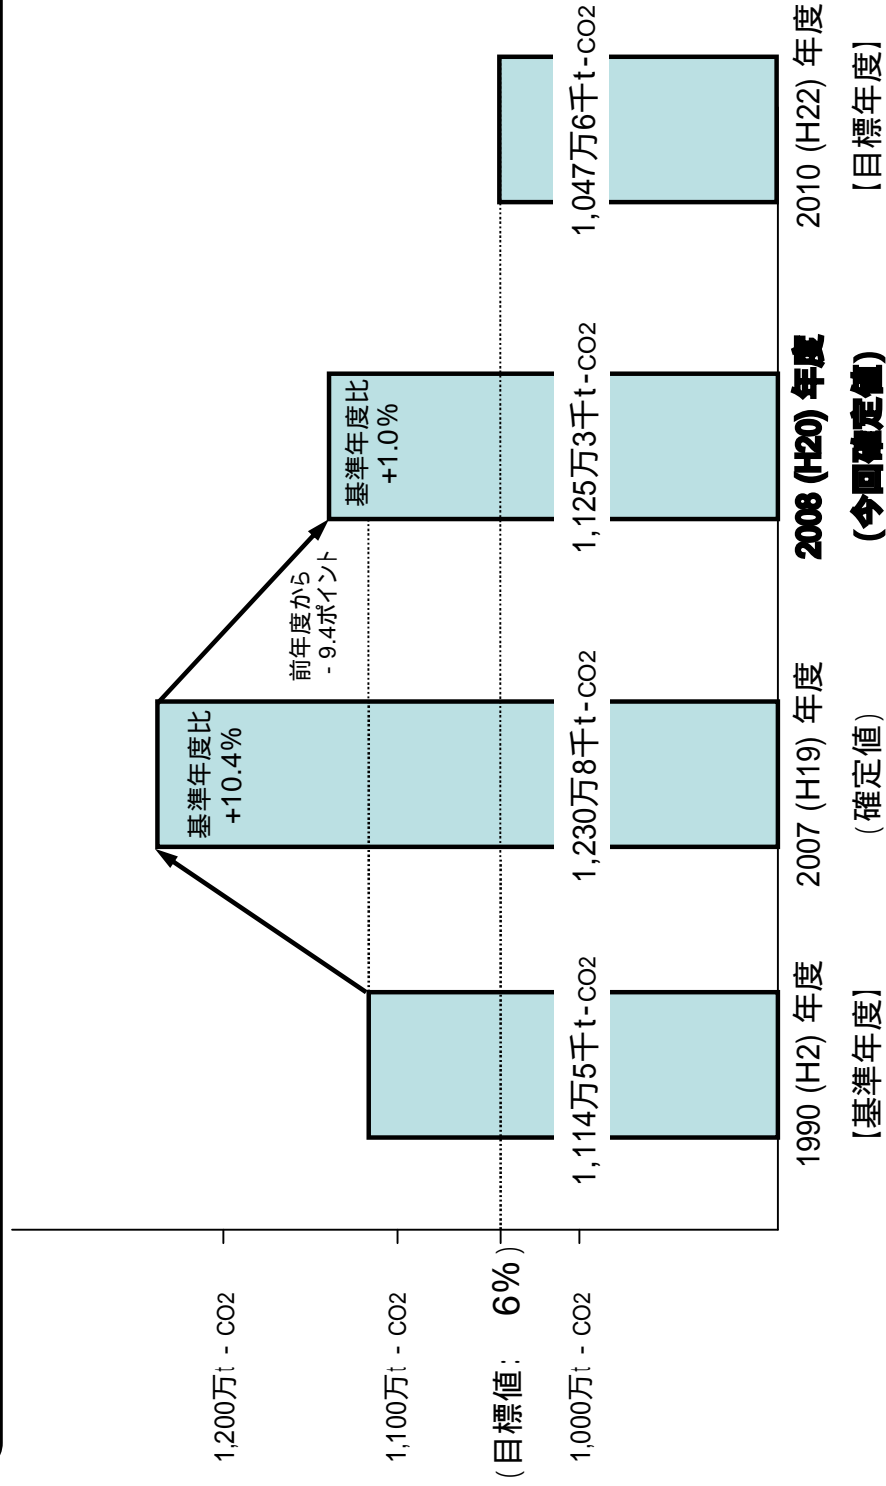 1,200万t - CO2
1,100万t - CO2
(目標値： 6%)
1,000万t - CO2
基準年度比
+10.4%
前年度から
- 9.4ポイント
基準年度比
+1.0%
1,114万5千t-CO2
1,230万8千t-CO2
1,125万3千t-CO2
1,047万6千t-CO2
1990 (H2) 年度
【基準年度】
2007 (H19) 年度
(確定値)
2008 (H20) 年度
(今回確定値)
2010 (H22) 年度
【目標年度】